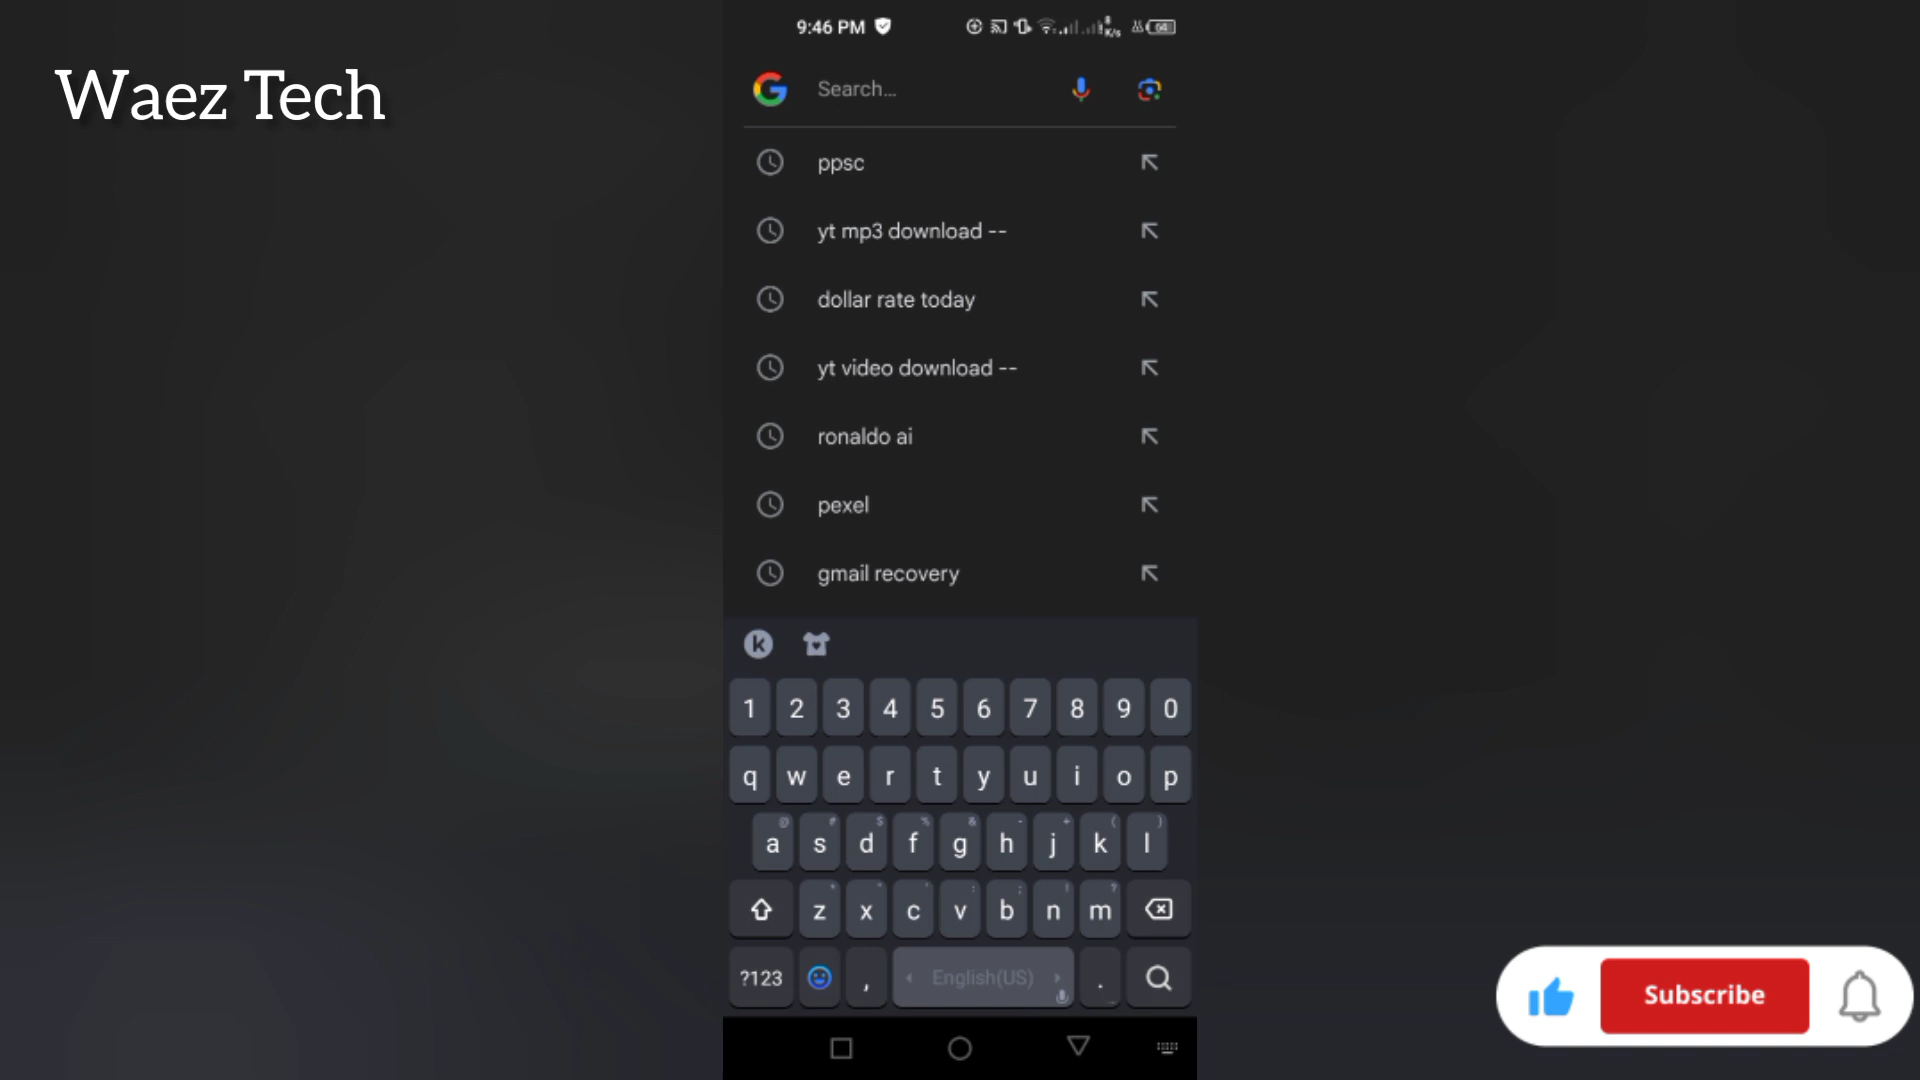 Waez Tech
9:46 PM
K/s
Search...
ppsc
yt mp3 download --
dollar rate today
yt video download --
ronaldo ai
pexel
gmail recovery
k
1 2 3 4 5 6 7 8 9 0
q w e r t y u i o p
@ # $ % & - + ( )
a s d f g h j k l
* " ' : ; ! ?
z x c v b n m
?123 , English(US) .
Subscribe